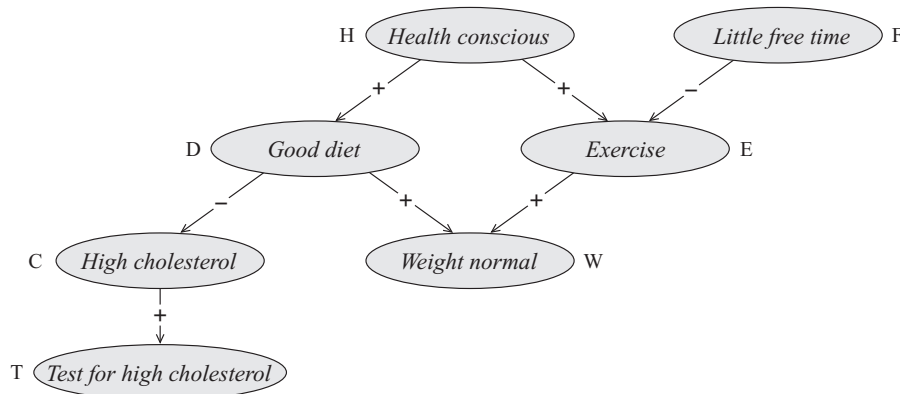 H Health conscious Little free time F
+ + −
D Good diet Exercise E
− + +
C High cholesterol Weight normal W
+
T Test for high cholesterol